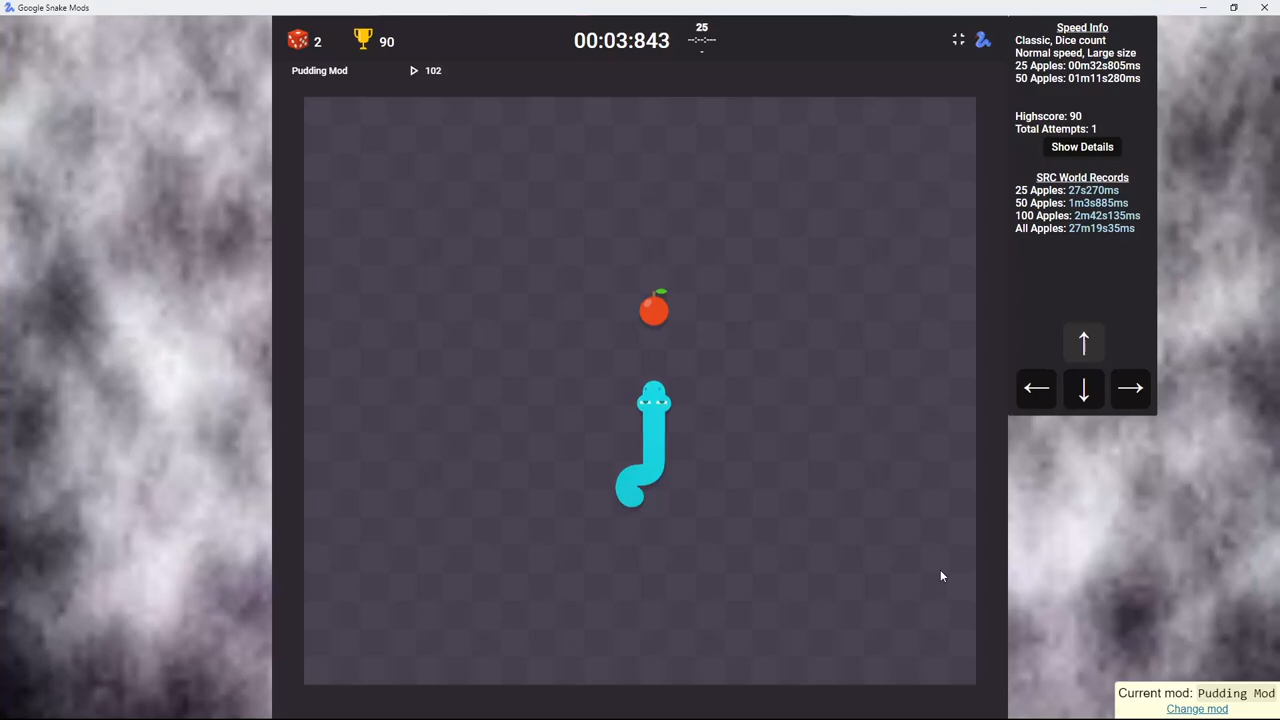 Google Snake Mods
2
90
00:03:843
25
--:--:--
Pudding Mod
102
Speed Info
Classic, Dice count
Normal speed, Large size
25 Apples: 00m32s805ms
50 Apples: 01m11s280ms
Highscore: 90
Total Attempts: 1
Show Details
SRC World Records
25 Apples: 27s270ms
50 Apples: 1m3s885ms
100 Apples: 2m42s135ms
All Apples: 27m19s35ms
Current mod: Pudding Mod
Change mod